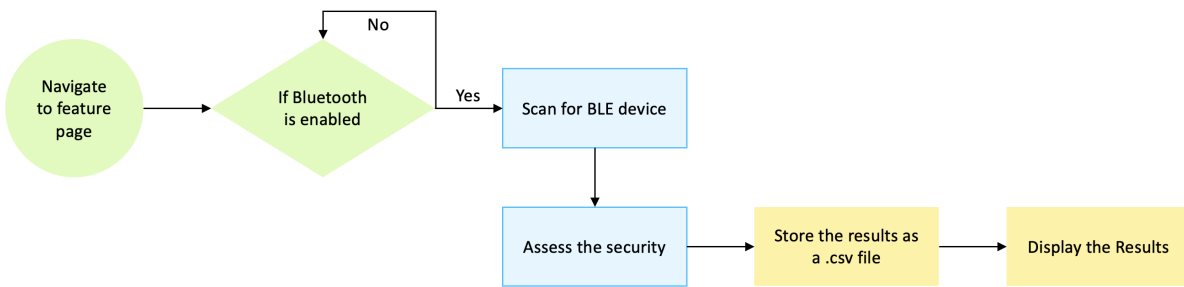 No
Navigate
to feature
page
If Bluetooth
is enabled
Yes
Scan for BLE device
Assess the security
Store the results as
a .csv file
Display the Results